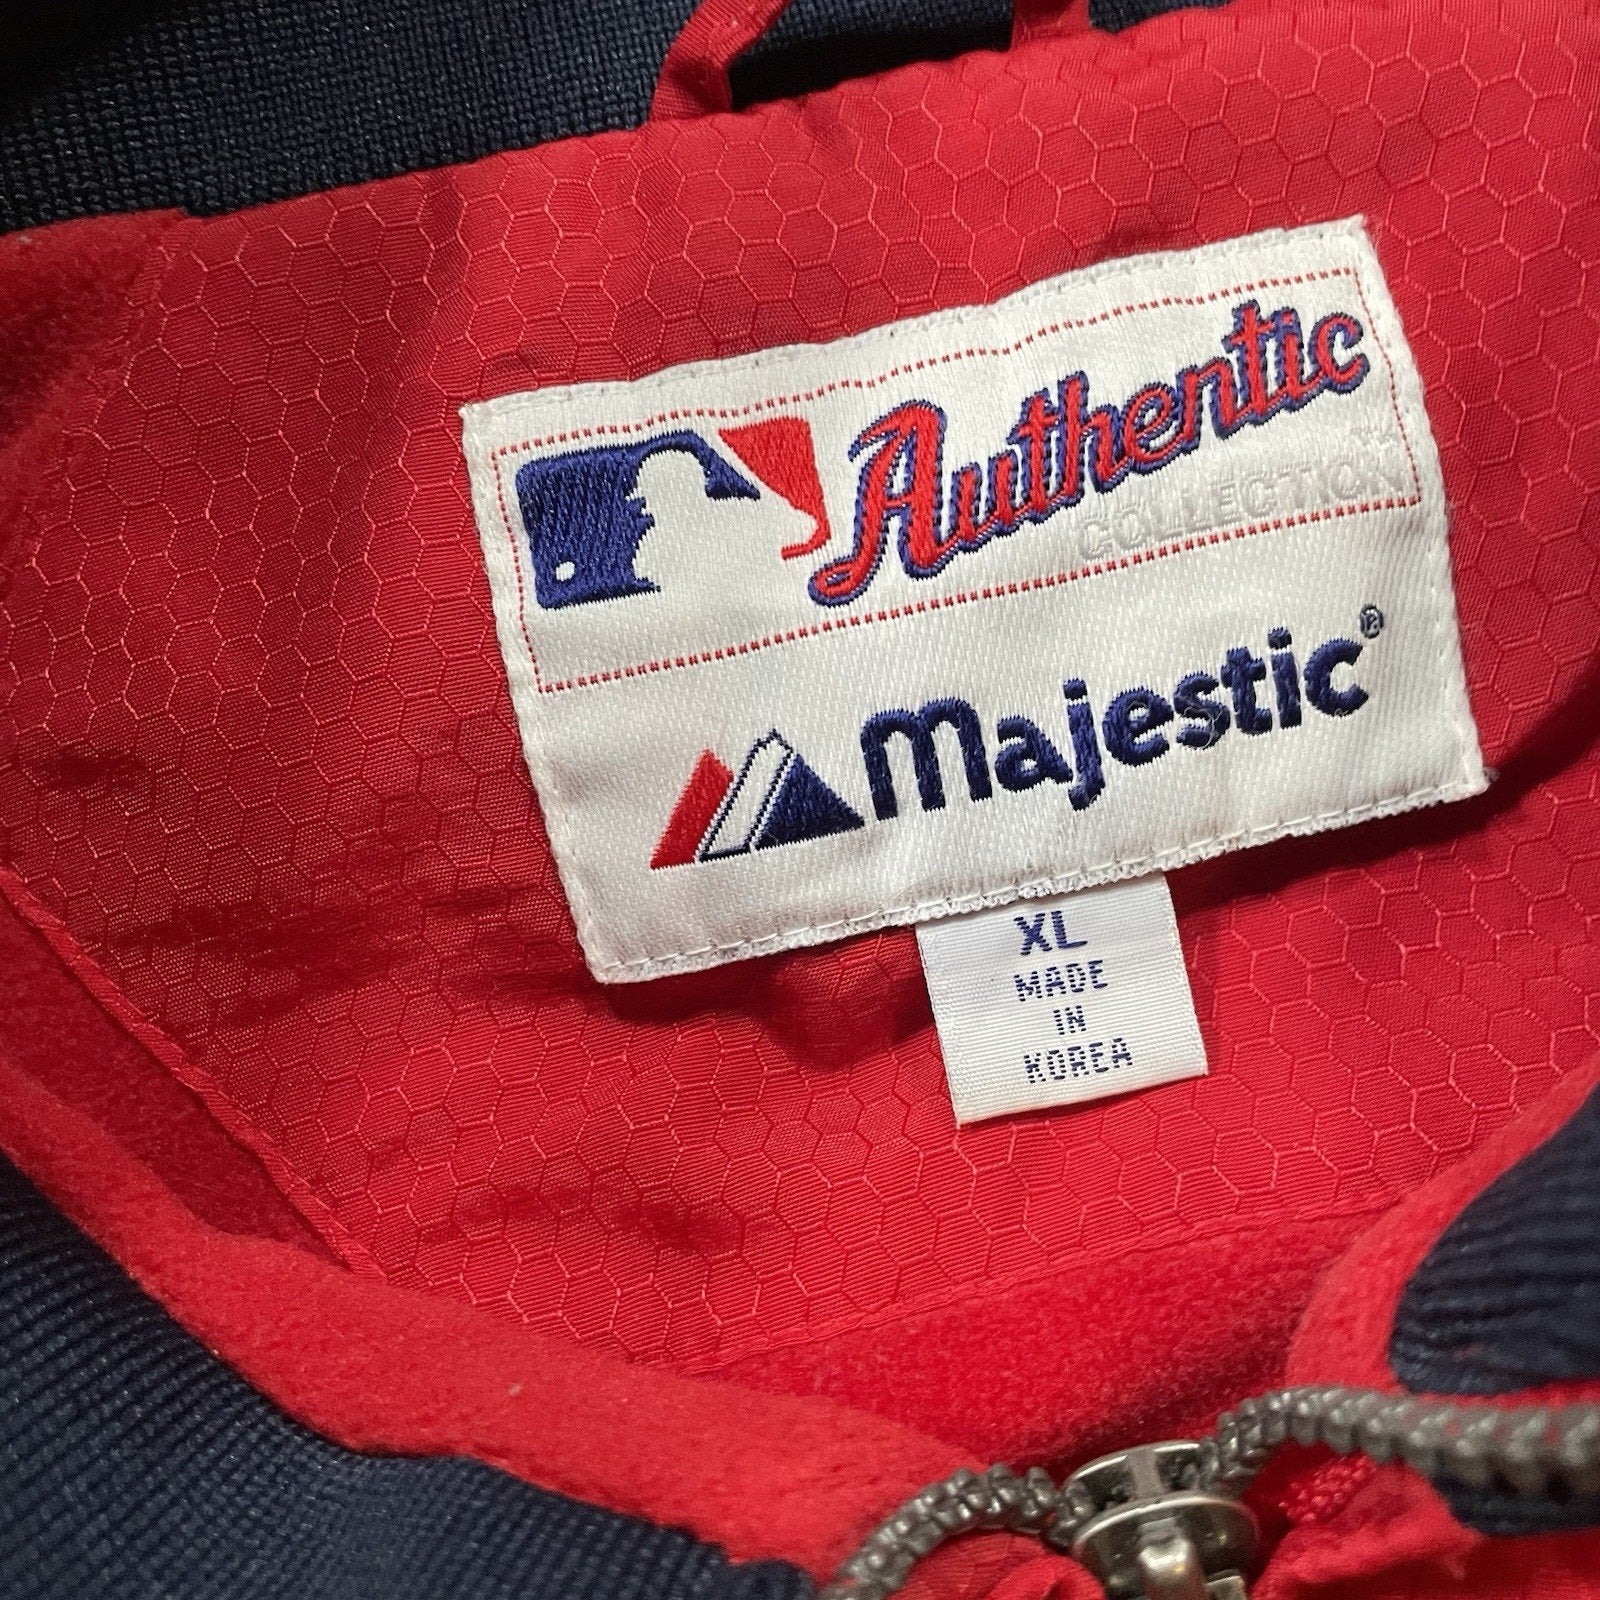 Authentic
COLLECTION
Majestic®
XL
MADE
IN
KOREA